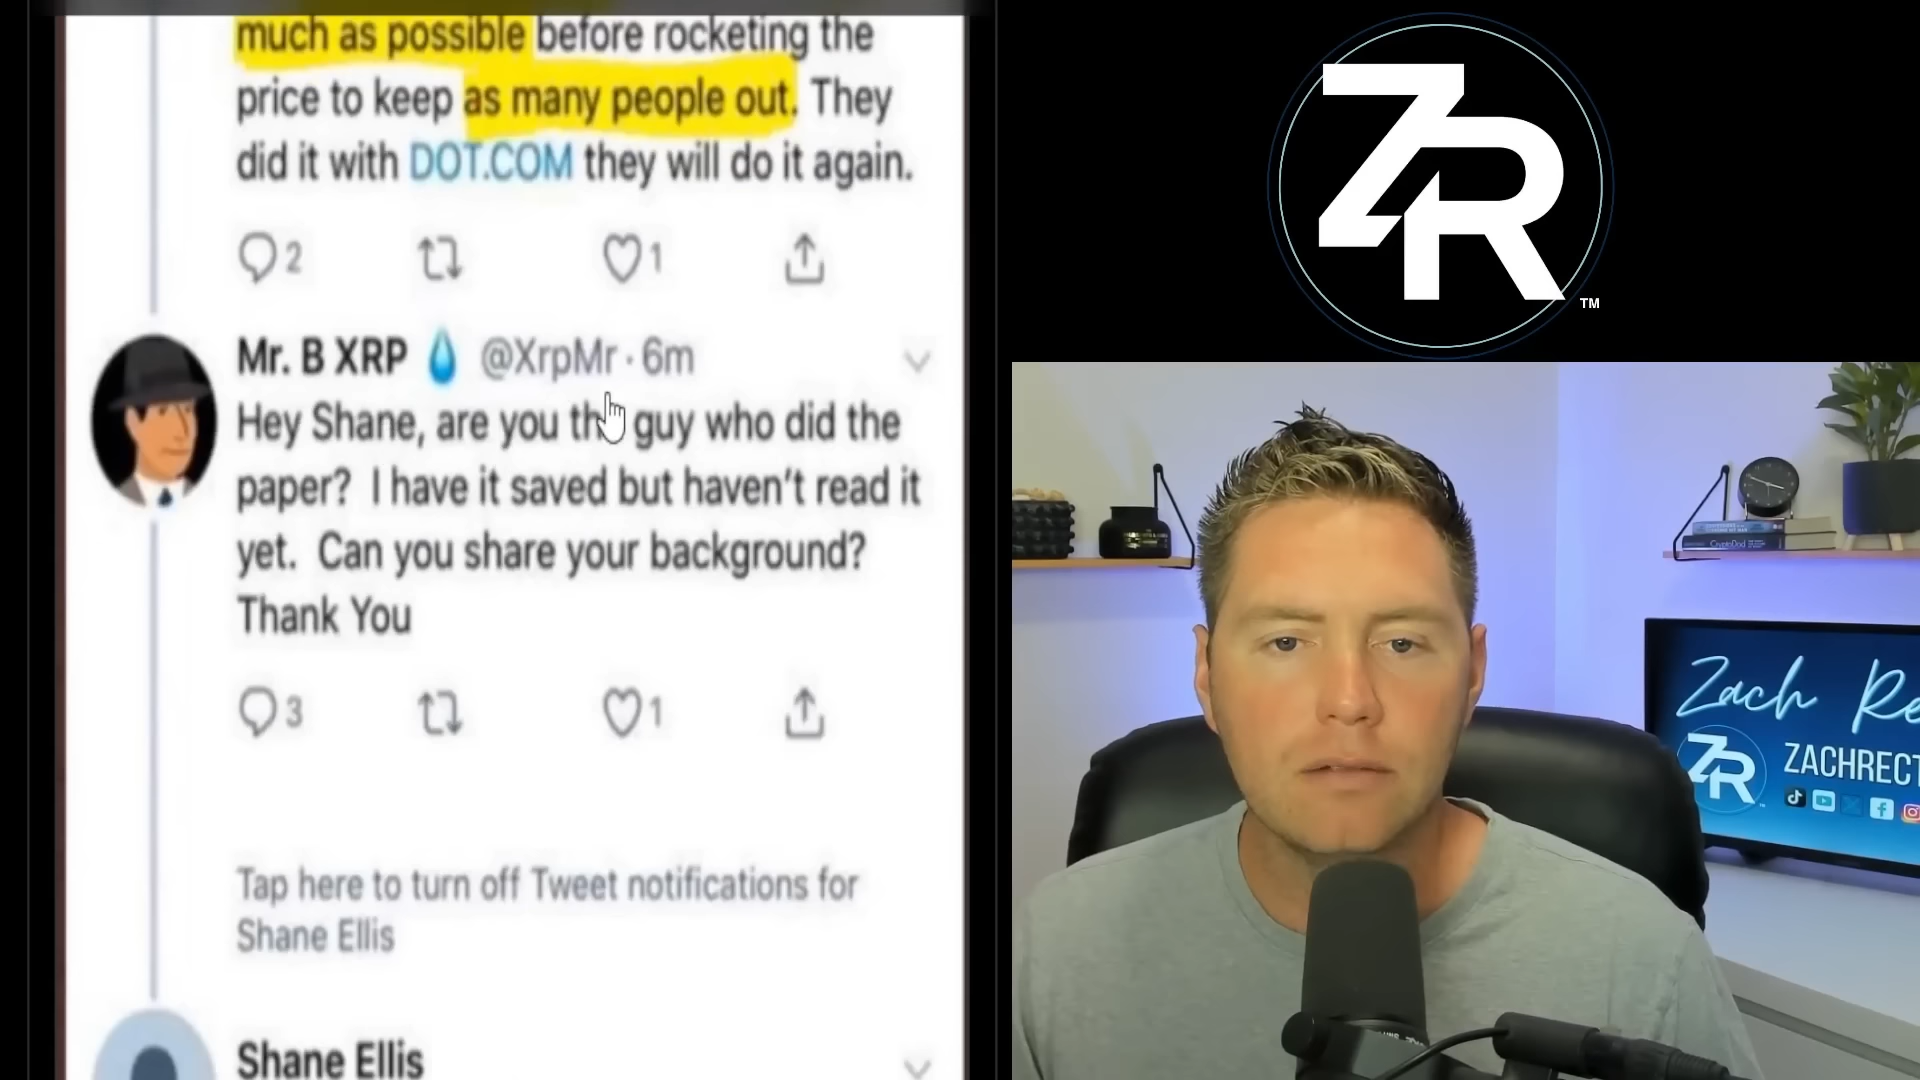 much as possible before rocketing the
price to keep as many people out. They
did it with DOT.COM they will do it again.
2
1
Mr. B XRP @XrpMr · 6m
Hey Shane, are you the guy who did the
paper? I have it saved but haven't read it
yet. Can you share your background?
Thank You
3
1
Tap here to turn off Tweet notifications for
Shane Ellis
Shane Ellis
ZR
TM
Zach Re
ZR
ZACHRECT